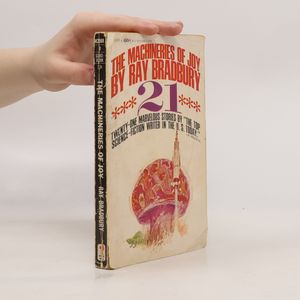 THE MACHINERIES OF JOY
BY RAY BRADBURY
21
TWENTY-ONE MARVELOUS STORIES BY "THE TOP
SCIENCE-FICTION WRITER IN THE U.S. TODAY"
THE MACHINERIES OF JOY
RAY BRADBURY